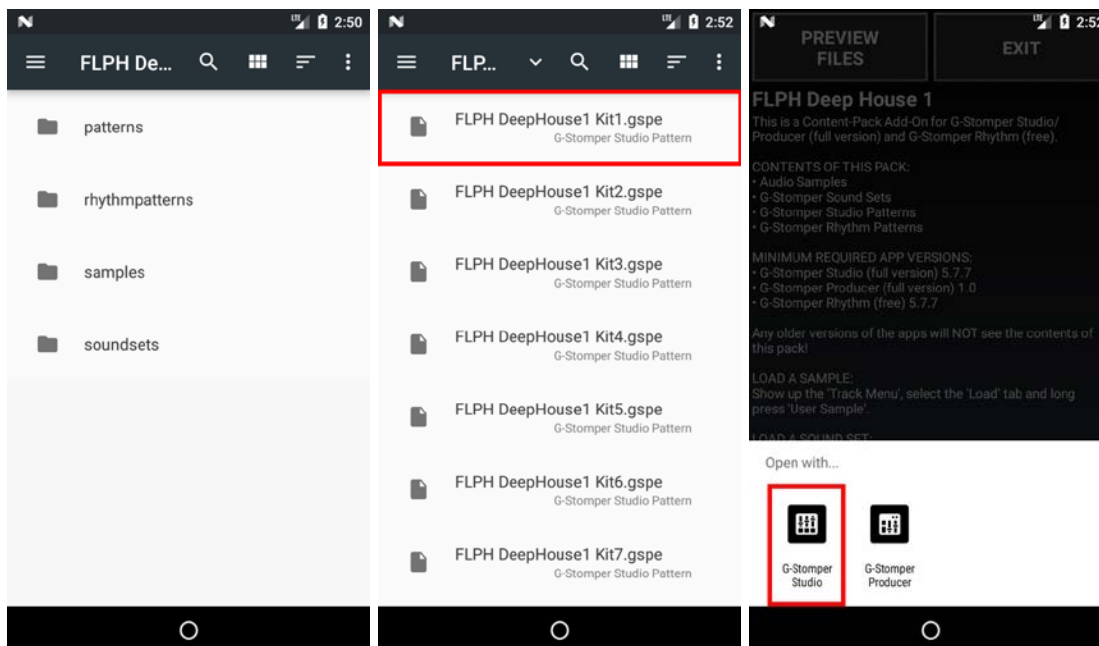 N LTE 2:50
FLPH De...
patterns
rhythmpatterns
samples
soundsets
N LTE 2:52
FLP...
FLPH DeepHouse1 Kit1.gspe
G-Stomper Studio Pattern
FLPH DeepHouse1 Kit2.gspe
G-Stomper Studio Pattern
FLPH DeepHouse1 Kit3.gspe
G-Stomper Studio Pattern
FLPH DeepHouse1 Kit4.gspe
G-Stomper Studio Pattern
FLPH DeepHouse1 Kit5.gspe
G-Stomper Studio Pattern
FLPH DeepHouse1 Kit6.gspe
G-Stomper Studio Pattern
FLPH DeepHouse1 Kit7.gspe
G-Stomper Studio Pattern
N LTE 2:52
PREVIEW
FILES
EXIT
FLPH Deep House 1
This is a Content-Pack Add-On for G-Stomper Studio/
Producer (full version) and G-Stomper Rhythm (free).
CONTENTS OF THIS PACK:
• Audio Samples
• G-Stomper Sound Sets
• G-Stomper Studio Patterns
• G-Stomper Rhythm Patterns
MINIMUM REQUIRED APP VERSIONS:
• G-Stomper Studio (full version) 5.7.7
• G-Stomper Producer (full version) 1.0
• G-Stomper Rhythm (free) 5.7.7
Any older versions of the apps will NOT see the contents of
this pack!
LOAD A SAMPLE:
Show up the 'Track Menu', select the 'Load' tab and long
press 'User Sample'.
LOAD A SOUND SET:
Open with...
G-Stomper
Studio
G-Stomper
Producer